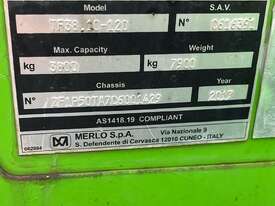 Model S.A.V.
TF38.10-120
Max. Capacity Weight
kg 3800 kg 7900
Chassis Year
2017
AS1418.19 COMPLIANT
MERLO S.p.A. Via Nazionale 9
S. Defendente di Cervasca 12010 CUNEO - ITALY